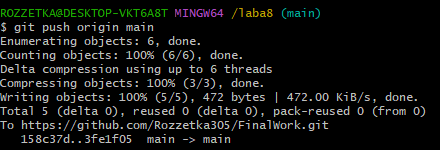 ROZZETKA@DESKTOP-VKT6A8T MINGW64 /laba8 (main)
$ git push origin main
Enumerating objects: 6, done.
Counting objects: 100% (6/6), done.
Delta compression using up to 6 threads
Compressing objects: 100% (3/3), done.
Writing objects: 100% (5/5), 472 bytes | 472.00 KiB/s, done.
Total 5 (delta 0), reused 0 (delta 0), pack-reused 0 (from 0)
To https://github.com/Rozzetka305/FinalWork.git
   158c37d..3fe1f05  main -> main